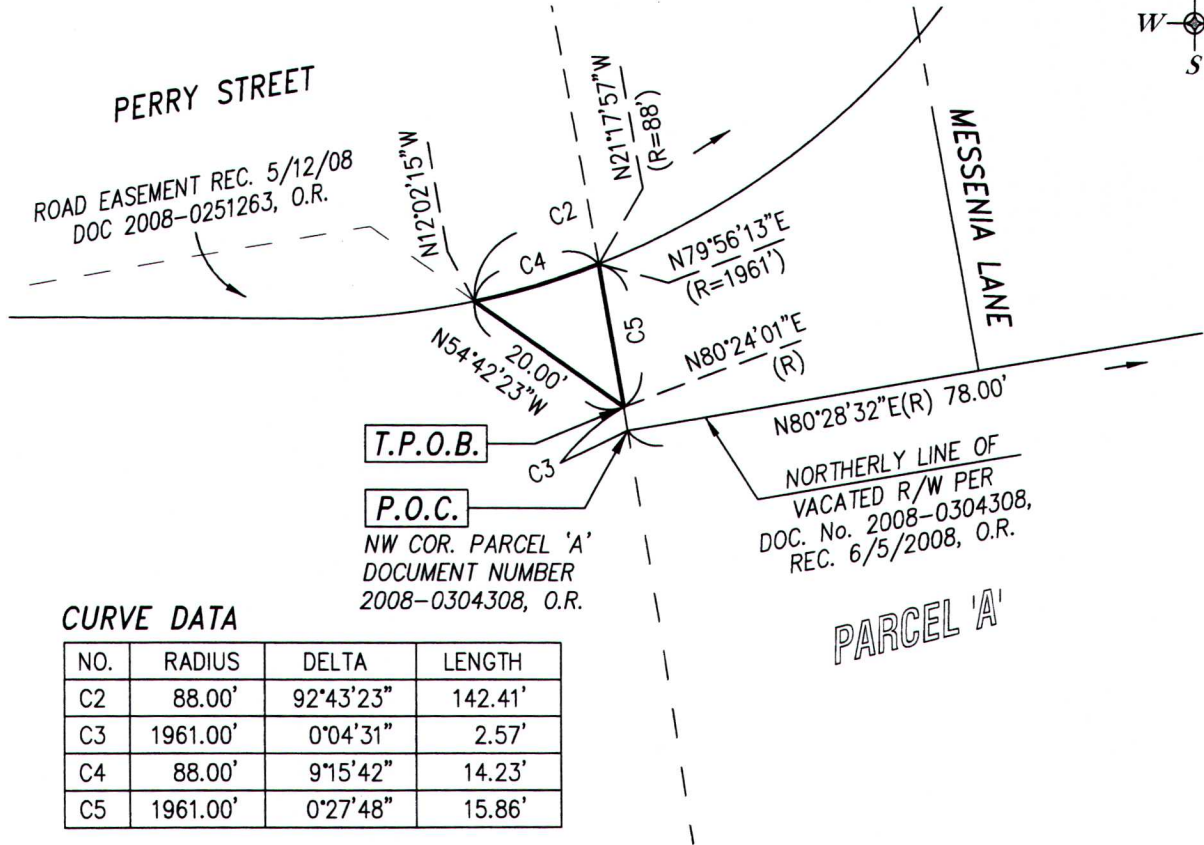 W
S
PERRY STREET
ROAD EASEMENT REC. 5/12/08
DOC 2008-0251263, O.R.
N12°02'15"W
N21°17'57"W
(R=88')
C2
C4
N79°56'13"E
(R=1961')
C5
N80°24'01"E
(R)
20.00'
N54°42'23"W
MESSENIA LANE
N80°28'32"E(R) 78.00'
T.P.O.B.
C3
P.O.C.
NW COR. PARCEL 'A'
DOCUMENT NUMBER
2008-0304308, O.R.
NORTHERLY LINE OF
VACATED R/W PER
DOC. No. 2008-0304308,
REC. 6/5/2008, O.R.
PARCEL 'A'
CURVE DATA
NO. RADIUS DELTA LENGTH
C2 88.00' 92°43'23" 142.41'
C3 1961.00' 0°04'31" 2.57'
C4 88.00' 9°15'42" 14.23'
C5 1961.00' 0°27'48" 15.86'